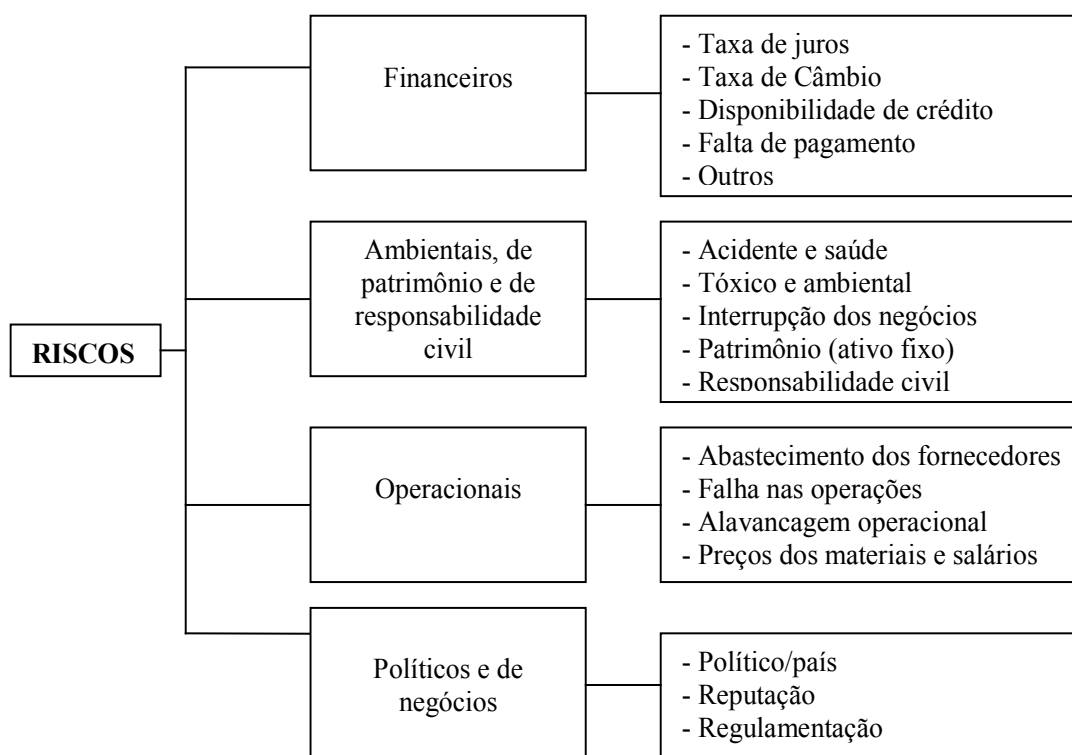 RISCOS
Financeiros
- Taxa de juros
- Taxa de Câmbio
- Disponibilidade de crédito
- Falta de pagamento
- Outros
Ambientais, de
patrimônio e de
responsabilidade
civil
- Acidente e saúde
- Tóxico e ambiental
- Interrupção dos negócios
- Patrimônio (ativo fixo)
- Responsabilidade civil
Operacionais
- Abastecimento dos fornecedores
- Falha nas operações
- Alavancagem operacional
- Preços dos materiais e salários
Políticos e de
negócios
- Político/país
- Reputação
- Regulamentação